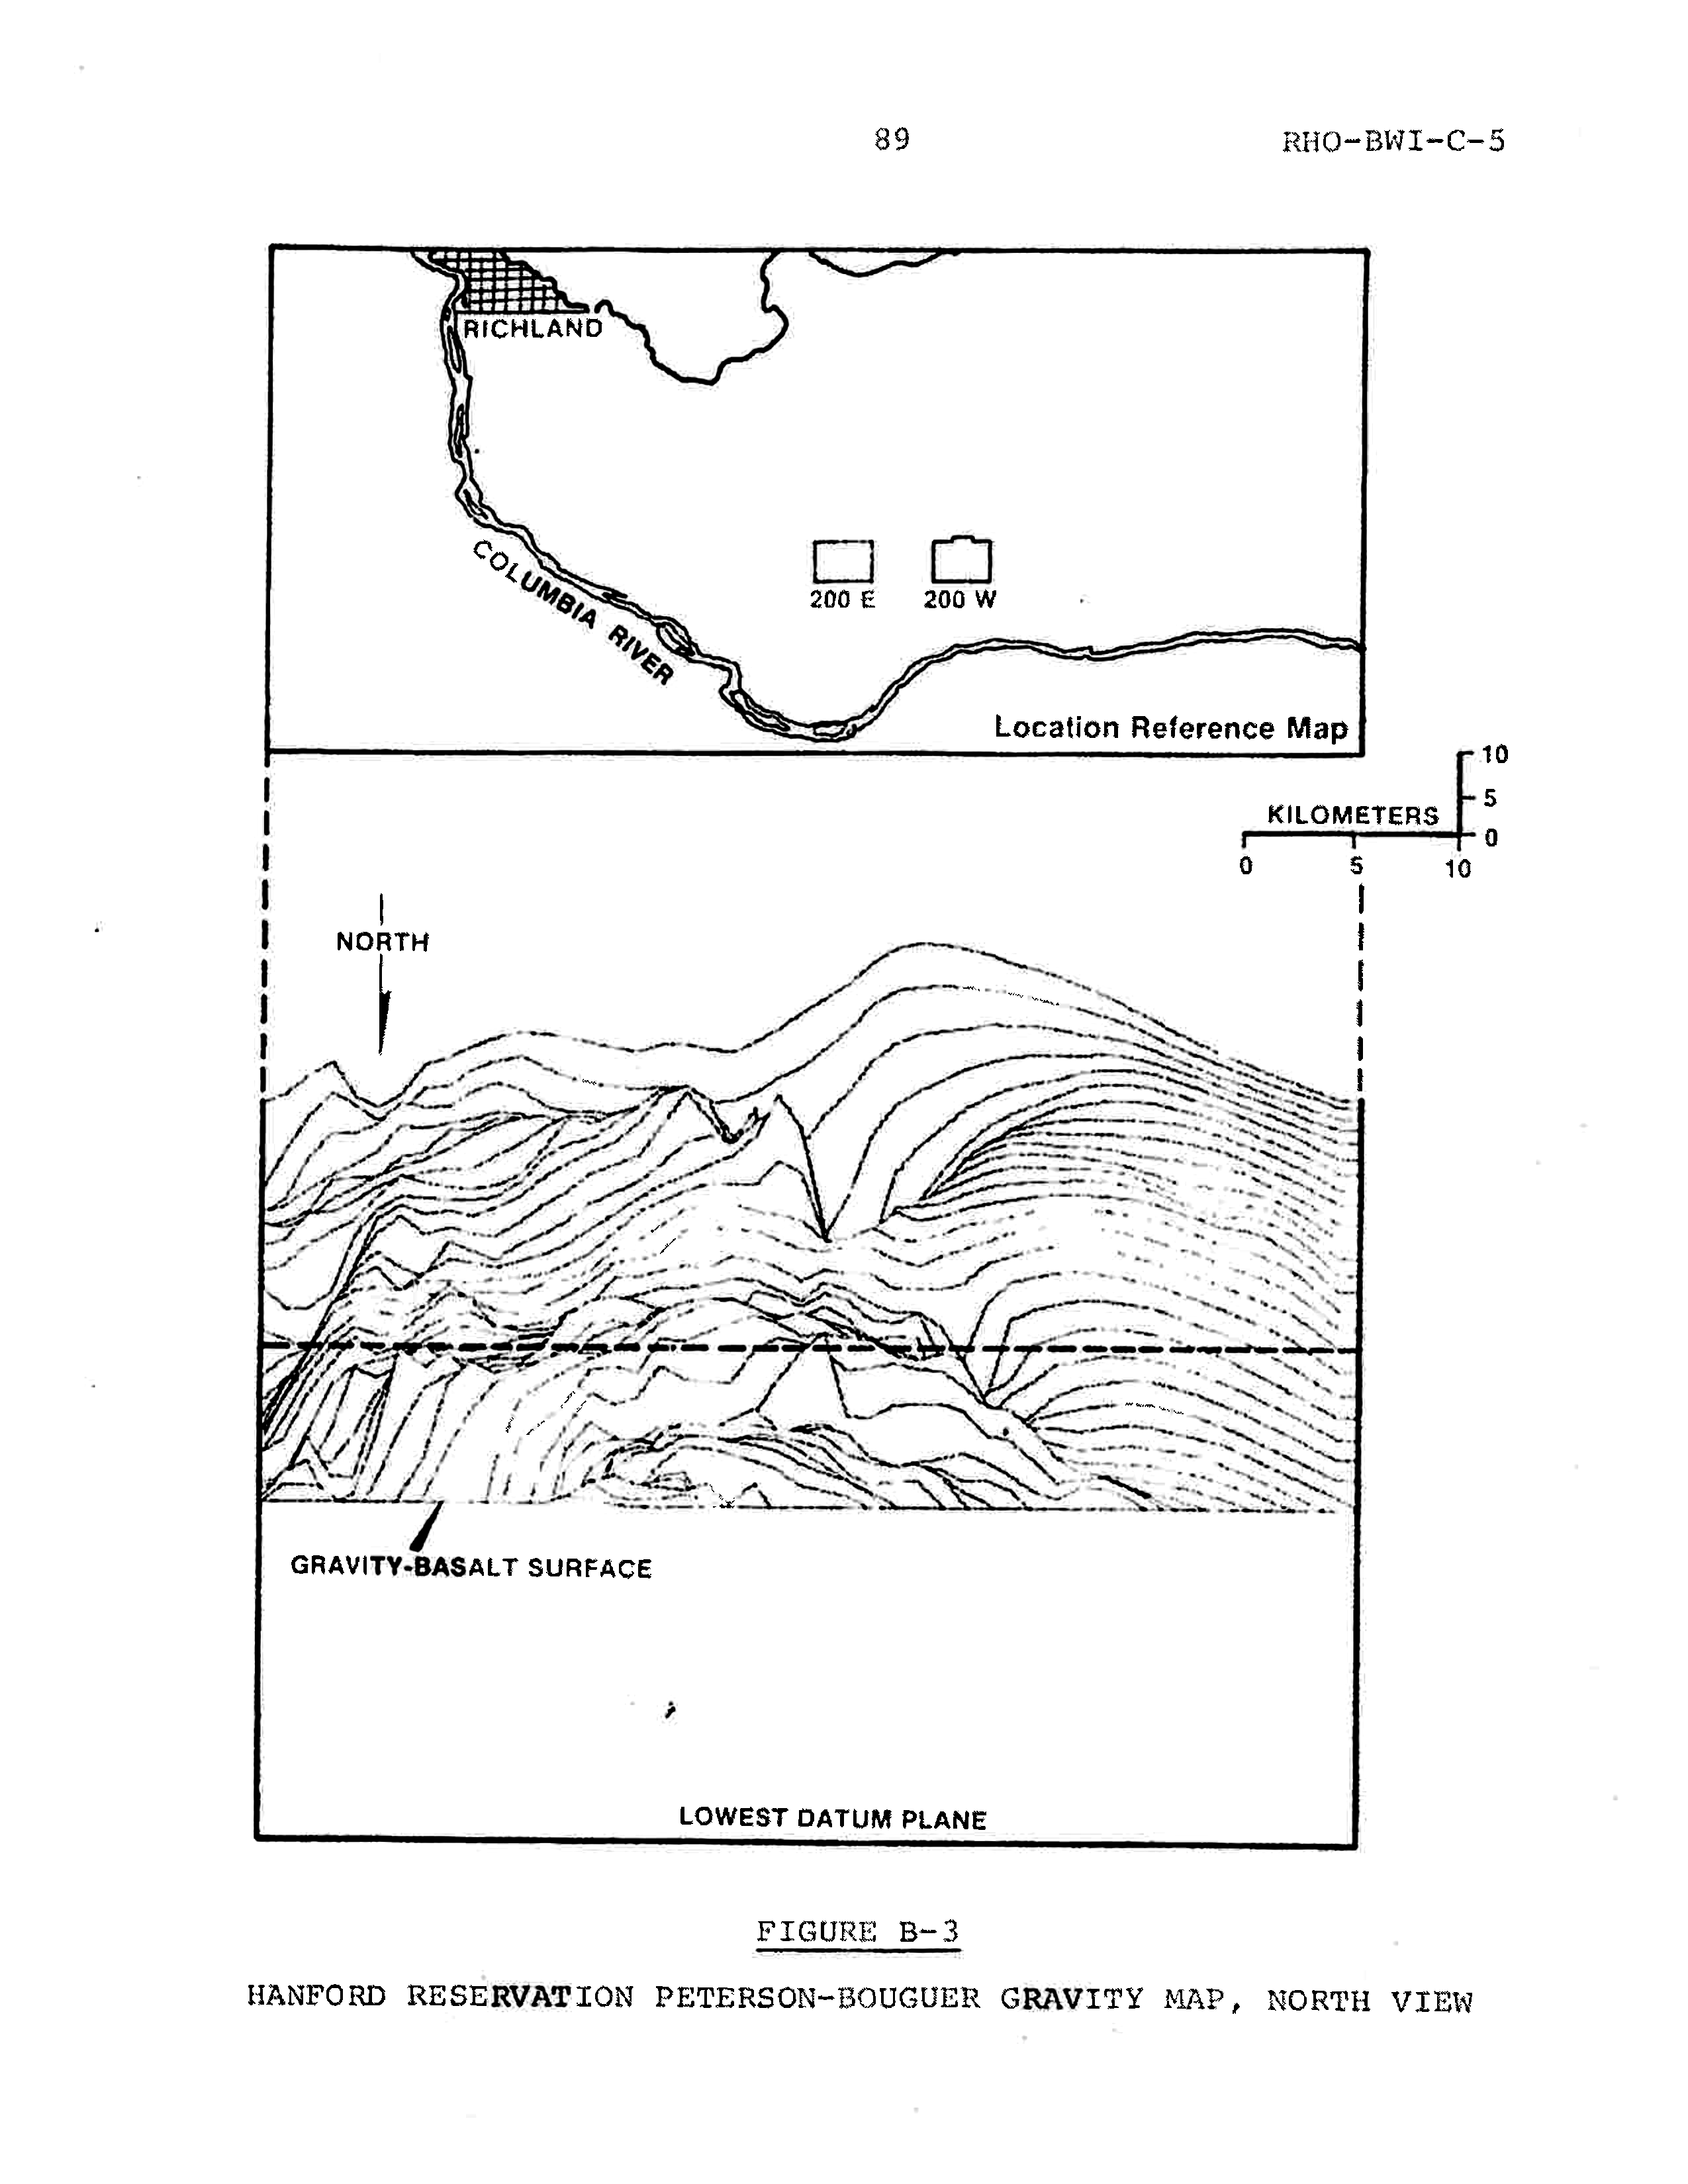 89
RHO-BWI-C-5
RICHLAND
COLUMBIA RIVER
200 E
200 W
Location Reference Map
10
5
0
KILOMETERS
0
5
10
NORTH
GRAVITY-BASALT SURFACE
LOWEST DATUM PLANE
FIGURE B-3
HANFORD RESERVATION PETERSON-BOUGUER GRAVITY MAP, NORTH VIEW